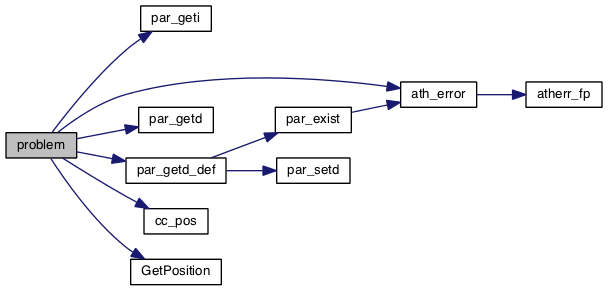 par_geti
ath_error
atherr_fp
par_getd
par_exist
problem
par_getd_def
par_setd
cc_pos
GetPosition